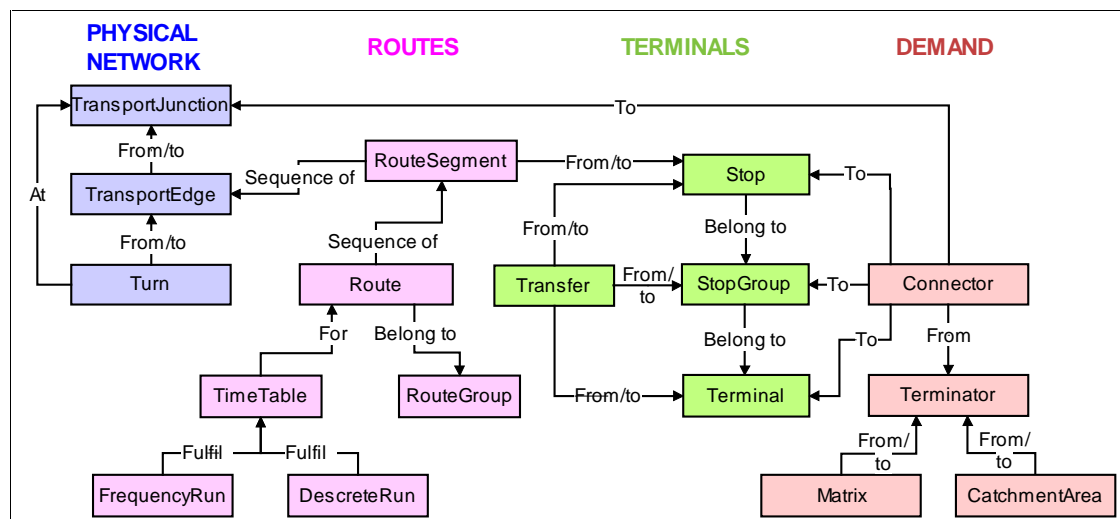 PHYSICAL
NETWORK
ROUTES
TERMINALS
DEMAND
TransportJunction
To
From/to
RouteSegment
From/to
Stop
To
Sequence of
At
TransportEdge
From/to
Sequence of
From/to
Belong to
Turn
Route
Transfer
From/
to
StopGroup
To
Connector
For
Belong to
Belong to
To
From
TimeTable
RouteGroup
From/to
Terminal
Terminator
Fulfil
Fulfil
From/
to
From/
to
FrequencyRun
DescreteRun
Matrix
CatchmentArea